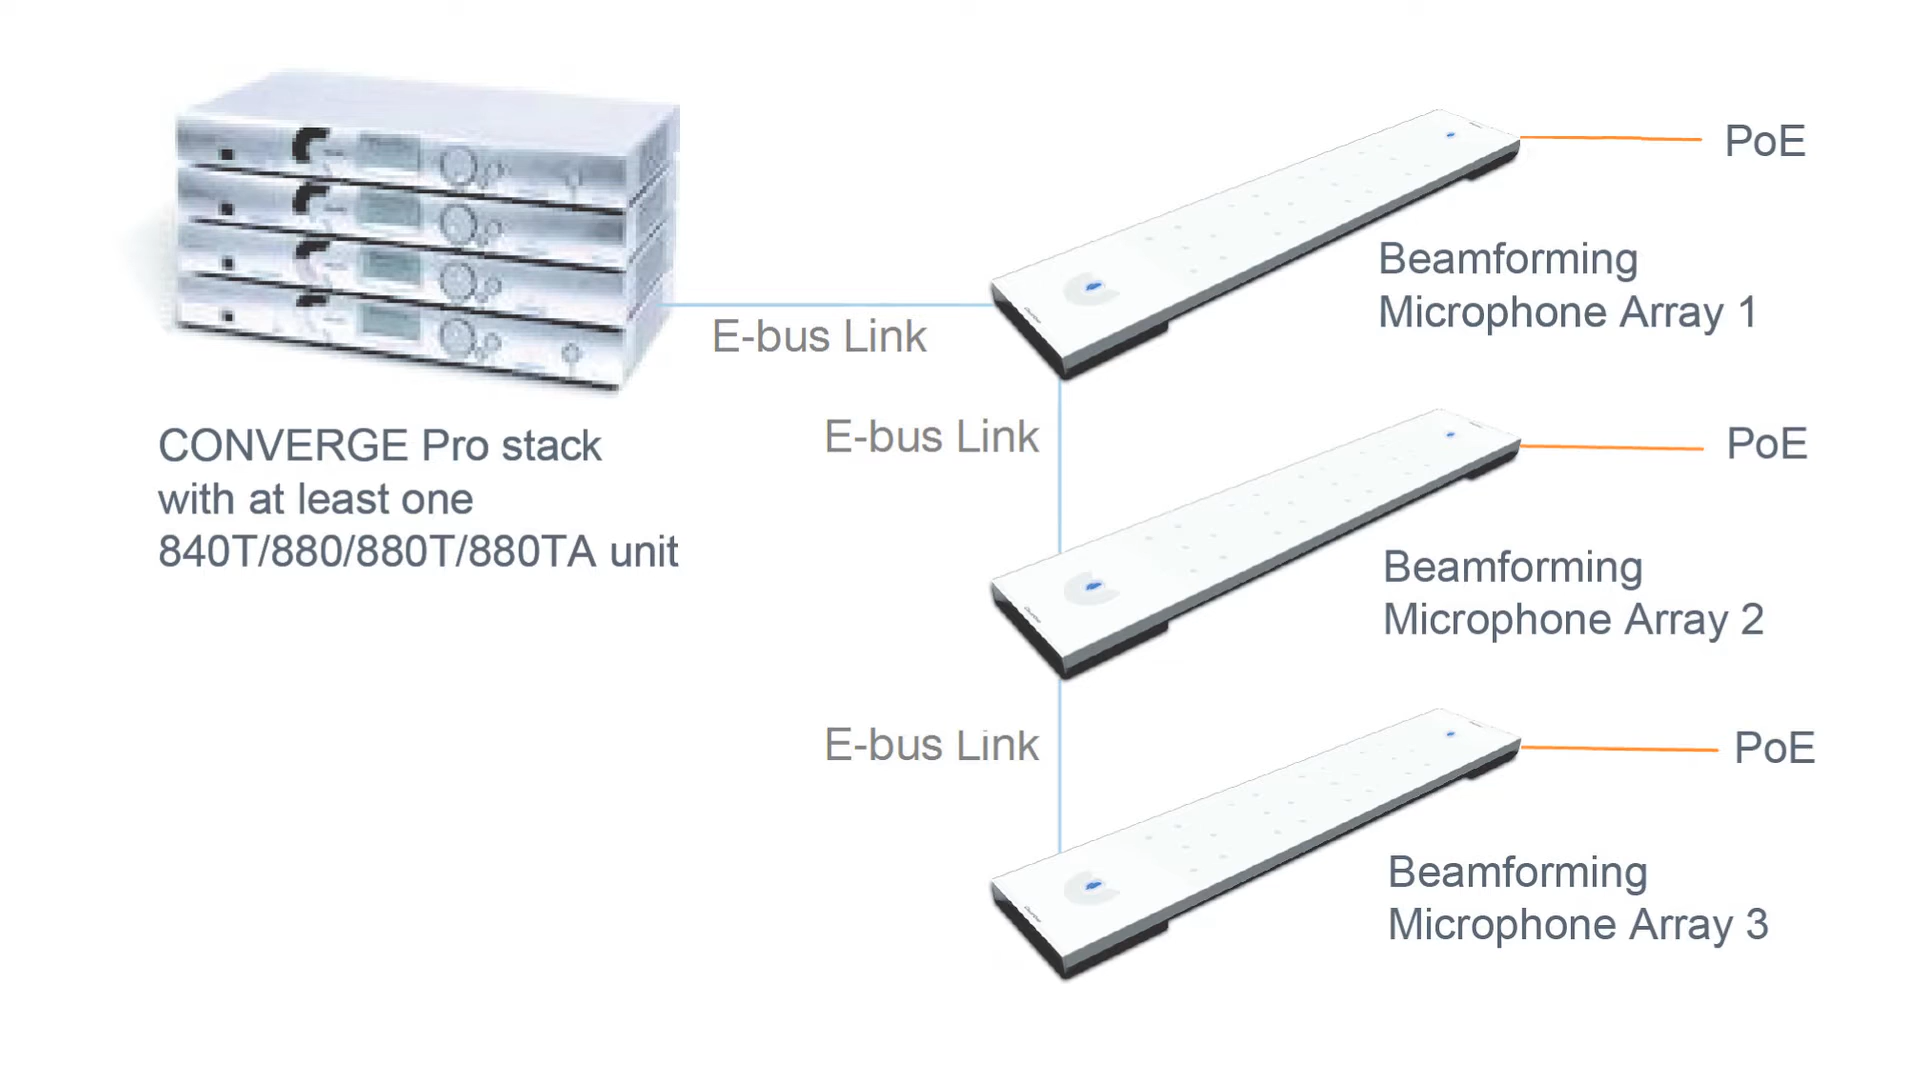 PoE
Beamforming
Microphone Array 1
E-bus Link
CONVERGE Pro stack
with at least one
840T/880/880T/880TA unit
E-bus Link
PoE
Beamforming
Microphone Array 2
E-bus Link
PoE
Beamforming
Microphone Array 3